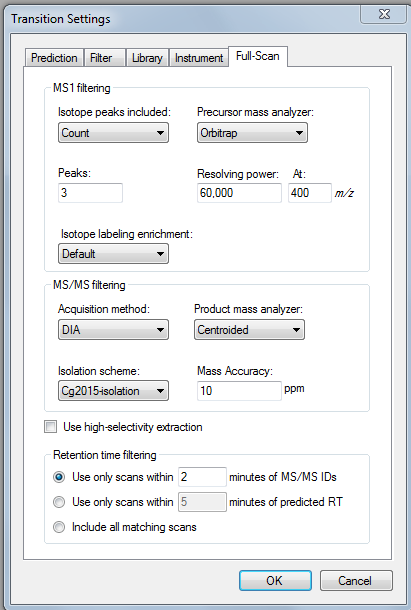 Transition Settings
Prediction Filter Library Instrument Full-Scan
MS1 filtering
Isotope peaks included: Precursor mass analyzer:
Count Orbitrap
Peaks: Resolving power: At:
3 60,000 400 m/z
Isotope labeling enrichment:
Default
MS/MS filtering
Acquisition method: Product mass analyzer:
DIA Centroided
Isolation scheme: Mass Accuracy:
Cg2015-isolation 10 ppm
Use high-selectivity extraction
Retention time filtering
Use only scans within 2 minutes of MS/MS IDs
Use only scans within 5 minutes of predicted RT
Include all matching scans
OK Cancel